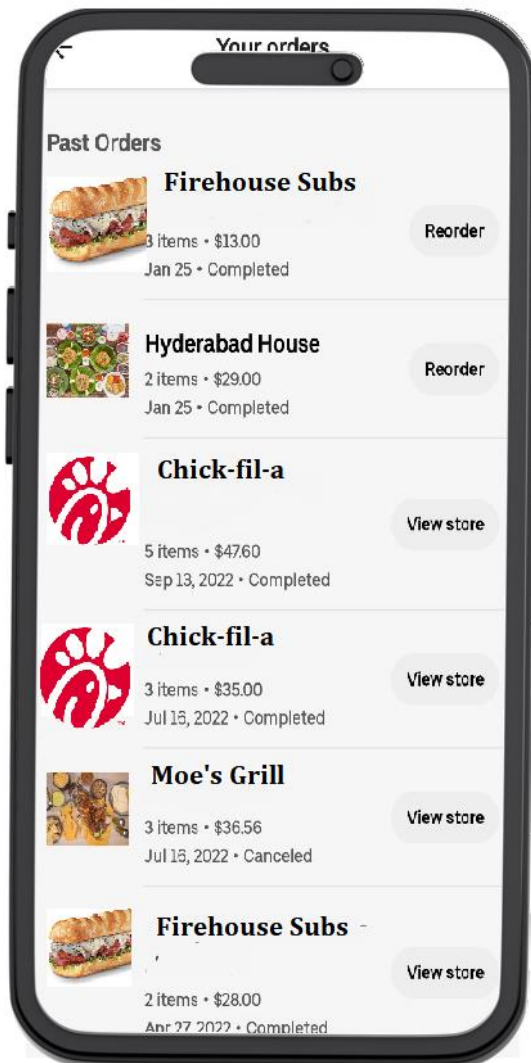 Your orders
Past Orders
Firehouse Subs
3 items • $13.00
Jan 25 • Completed
Reorder
Hyderabad House
2 items • $29.00
Jan 25 • Completed
Reorder
Chick-fil-a
5 items • $47.60
Sep 13, 2022 • Completed
View store
Chick-fil-a
3 items • $35.00
Jul 16, 2022 • Completed
View store
Moe's Grill
3 items • $36.56
Jul 16, 2022 • Canceled
View store
Firehouse Subs -
2 items • $28.00
Apr 27, 2022 • Completed
View store